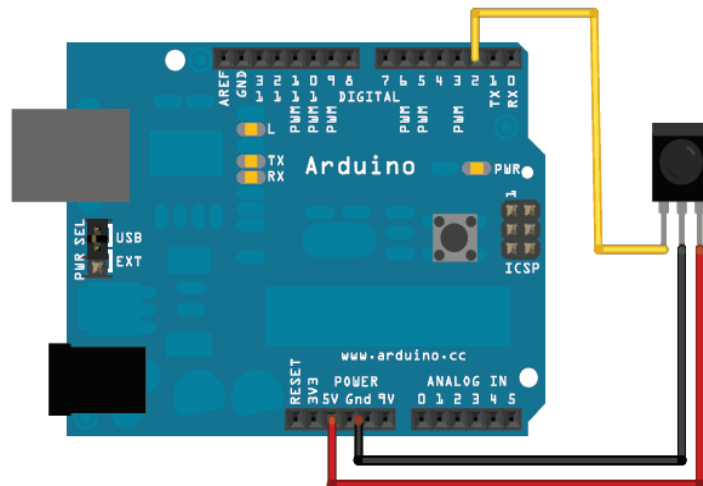 AREF
GND
13
12
11
10
9
8
7
6
5
4
3
2
1
0
PWM
PWM
PWM
DIGITAL
PWM
PWM
PWM
TX
RX
L
TX
RX
Arduino
PWR
1
ICSP
PWR SEL
USB
EXT
www.arduino.cc
RESET
3V3
5V
Gnd
9V
POWER
ANALOG IN
0 1 2 3 4 5